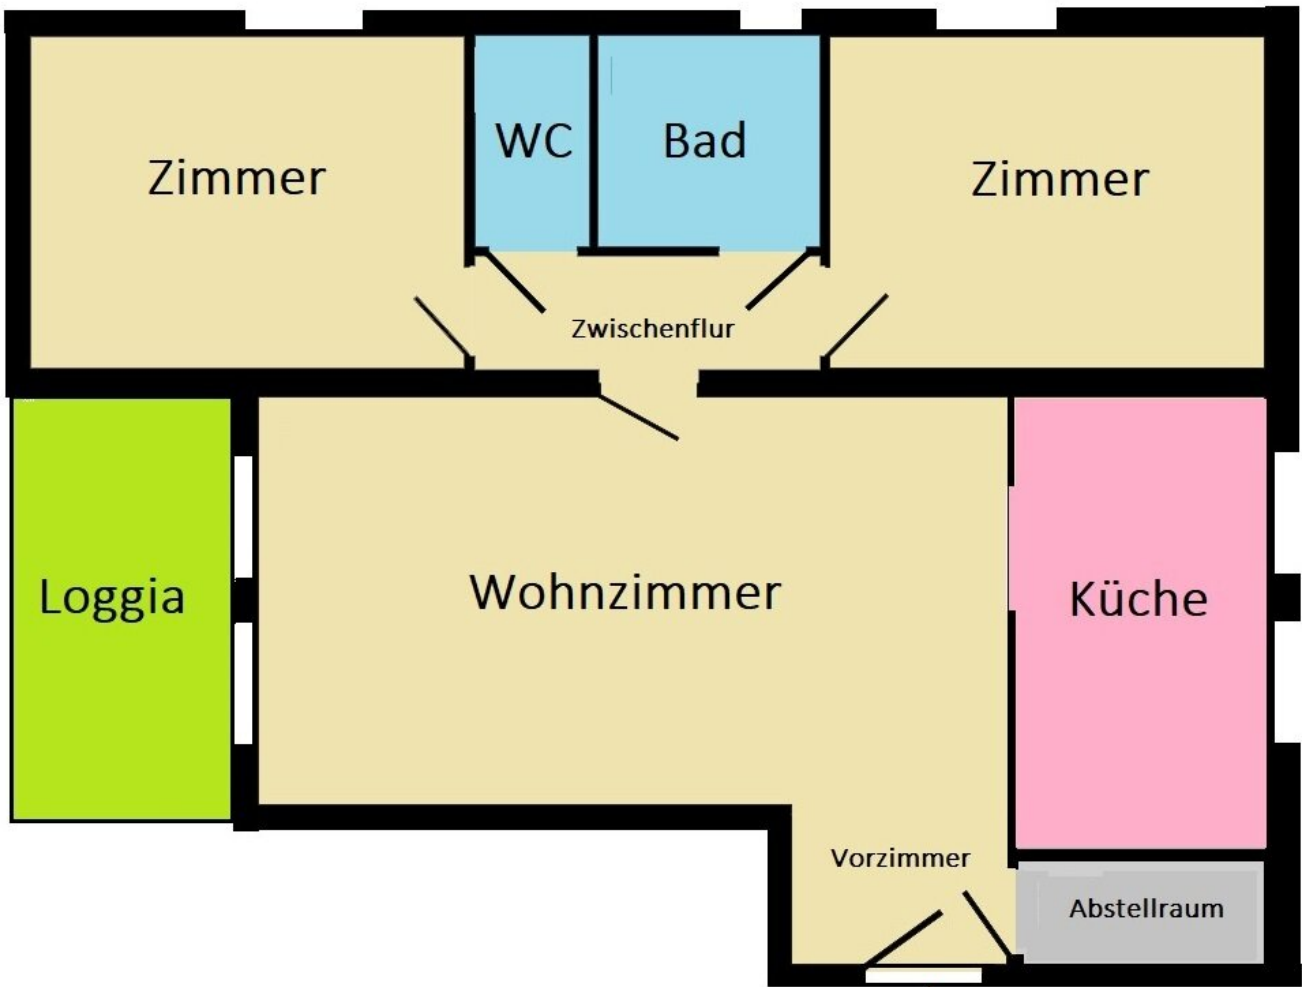 Zimmer
WC
Bad
Zimmer
Zwischenflur
Loggia
Wohnzimmer
Küche
Vorzimmer
Abstellraum